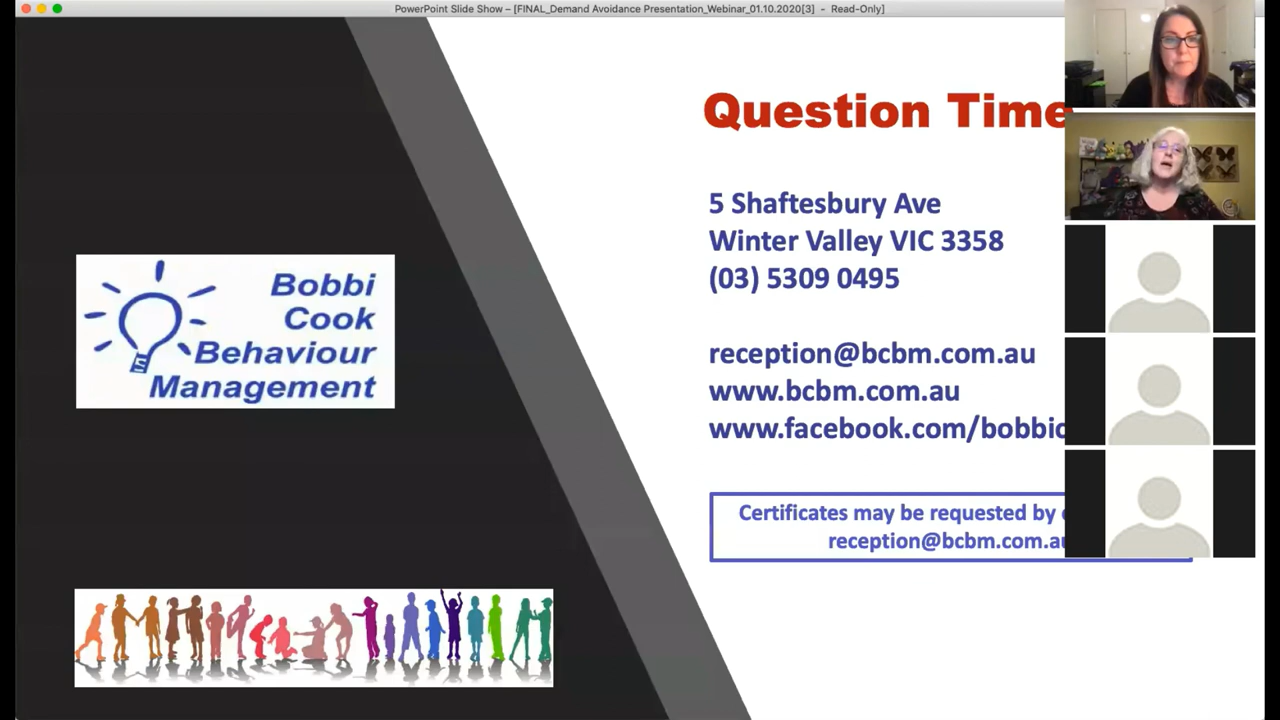 PowerPoint Slide Show – [FINAL_Demand Avoidance Presentation_Webinar_01.10.2020[3] - Read-Only]
Question Time
5 Shaftesbury Ave
Winter Valley VIC 3358
(03) 5309 0495
reception@bcbm.com.au
www.bcbm.com.au
www.facebook.com/bobbic
Certificates may be requested by
reception@bcbm.com.au
Bobbi
Cook
Behaviour
Management